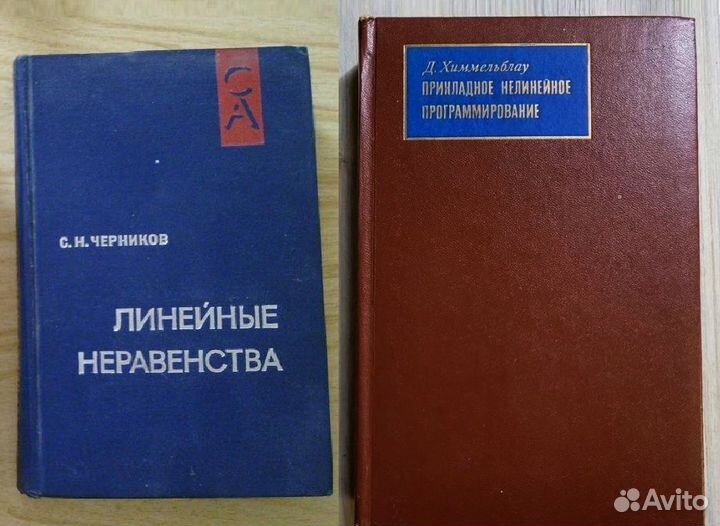 СА
С.Н.ЧЕРНИКОВ
ЛИНЕЙНЫЕ
НЕРАВЕНСТВА
Д. Химмельблау
ПРИКЛАДНОЕ НЕЛИНЕЙНОЕ
ПРОГРАММИРОВАНИЕ
Avito